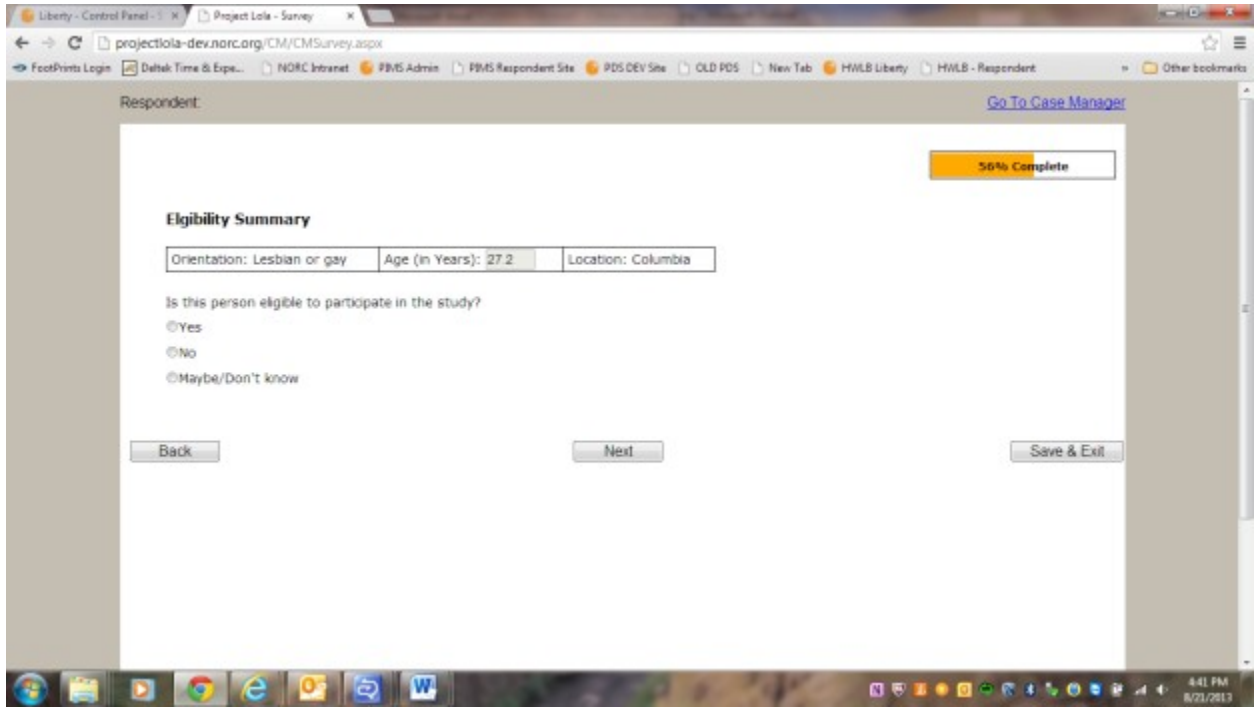 Liberty - Control Panel - S
Project Lola - Survey
projectlola-dev.norc.org/CM/CMSurvey.aspx
FootPrints Login
Deltek Time & Expe...
NORC Intranet
PIMS Admin
PIMS Respondent Site
PDS DEV Site
OLD PDS
New Tab
HWLB Liberty
HWLB - Respondent
»
Other bookmarks
Respondent:
Go To Case Manager
56% Complete
Elgibility Summary
Orientation: Lesbian or gay
Age (in Years): 27.2
Location: Columbia
Is this person eligible to participate in the study?
Yes
No
Maybe/Don't know
Back
Next
Save & Exit
4:41 PM
8/21/2013